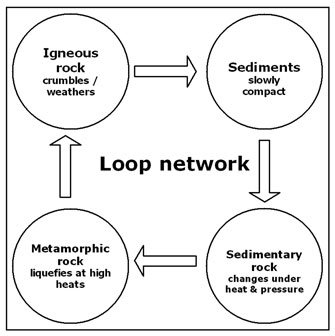 Igneous
rock
crumbles /
weathers
Sediments
slowly
compact
Loop network
Metamorphic
rock
liquefies at high
heats
Sedimentary
rock
changes under
heat & pressure